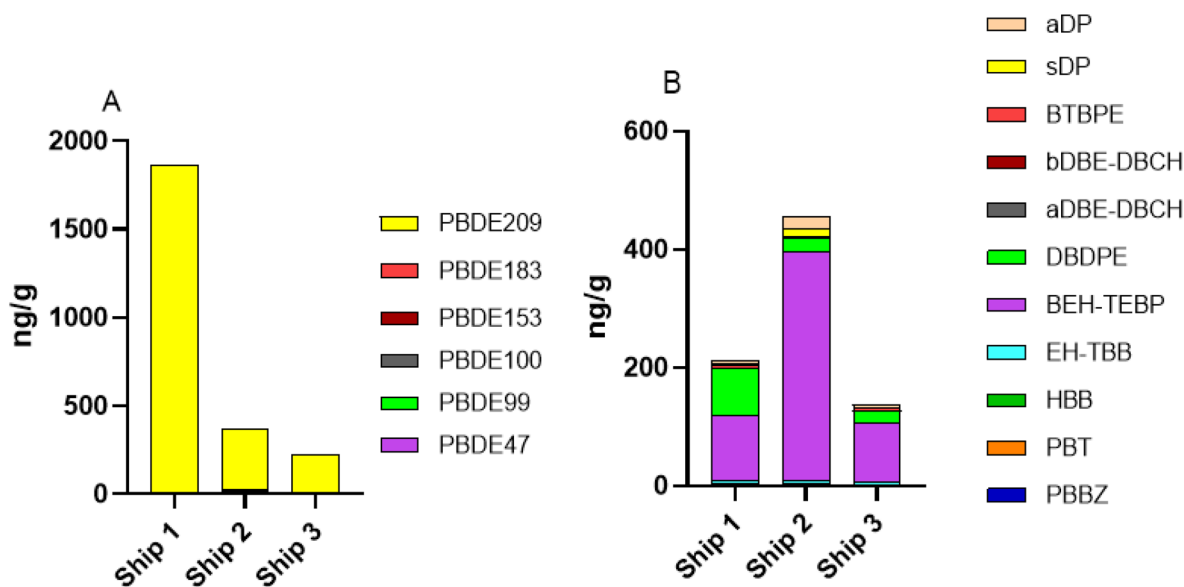 A
2000
1500
1000
500
0
ng/g
Ship 1
Ship 2
Ship 3
PBDE209
PBDE183
PBDE153
PBDE100
PBDE99
PBDE47
B
600
400
200
0
ng/g
Ship 1
Ship 2
Ship 3
aDP
sDP
BTBPE
bDBE-DBCH
aDBE-DBCH
DBDPE
BEH-TEBP
EH-TBB
HBB
PBT
PBBZ